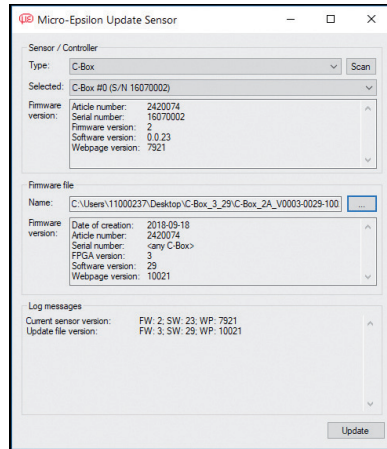 Micro-Epsilon Update Sensor
Sensor / Controller
Type: C-Box Scan
Selected: C-Box #0 (S/N 16070002)
Firmware version:
Article number: 2420074
Serial number: 16070002
Firmware version: 2
Software version: 0.0.23
Webpage version: 7921
Firmware file
Name: C:\Users\11000237\Desktop\C-Box_3_29\C-Box_2A_V0003-0029-100 ...
Firmware version:
Date of creation: 2018-09-18
Article number: 2420074
Serial number: <any C-Box>
FPGA version: 3
Software version: 29
Webpage version: 10021
Log messages
Current sensor version: FW: 2; SW: 23; WP: 7921
Update file version: FW: 3; SW: 29; WP: 10021
Update